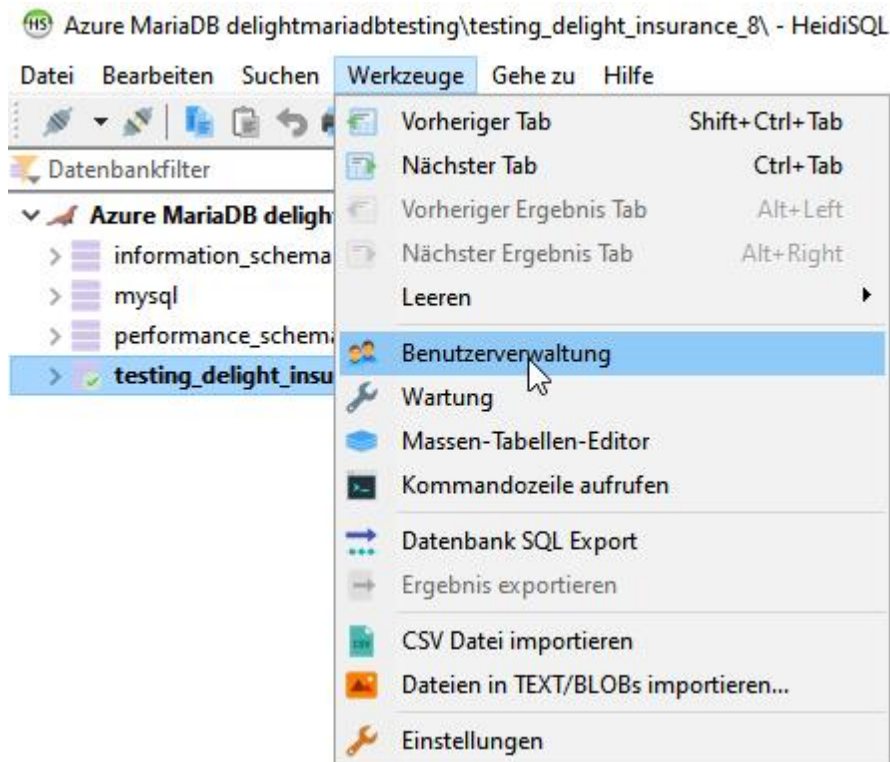 HS Azure MariaDB delightmariadbtesting\testing_delight_insurance_8\ - HeidiSQL
Datei Bearbeiten Suchen Werkzeuge Gehe zu Hilfe
Datenbankfilter
Azure MariaDB deligh
information_schema
mysql
performance_schem
testing_delight_insu
Vorheriger Tab Shift+Ctrl+Tab
Nächster Tab Ctrl+Tab
Vorheriger Ergebnis Tab Alt+Left
Nächster Ergebnis Tab Alt+Right
Leeren
Benutzerverwaltung
Wartung
Massen-Tabellen-Editor
Kommandozeile aufrufen
Datenbank SQL Export
Ergebnis exportieren
CSV Datei importieren
Dateien in TEXT/BLOBs importieren...
Einstellungen